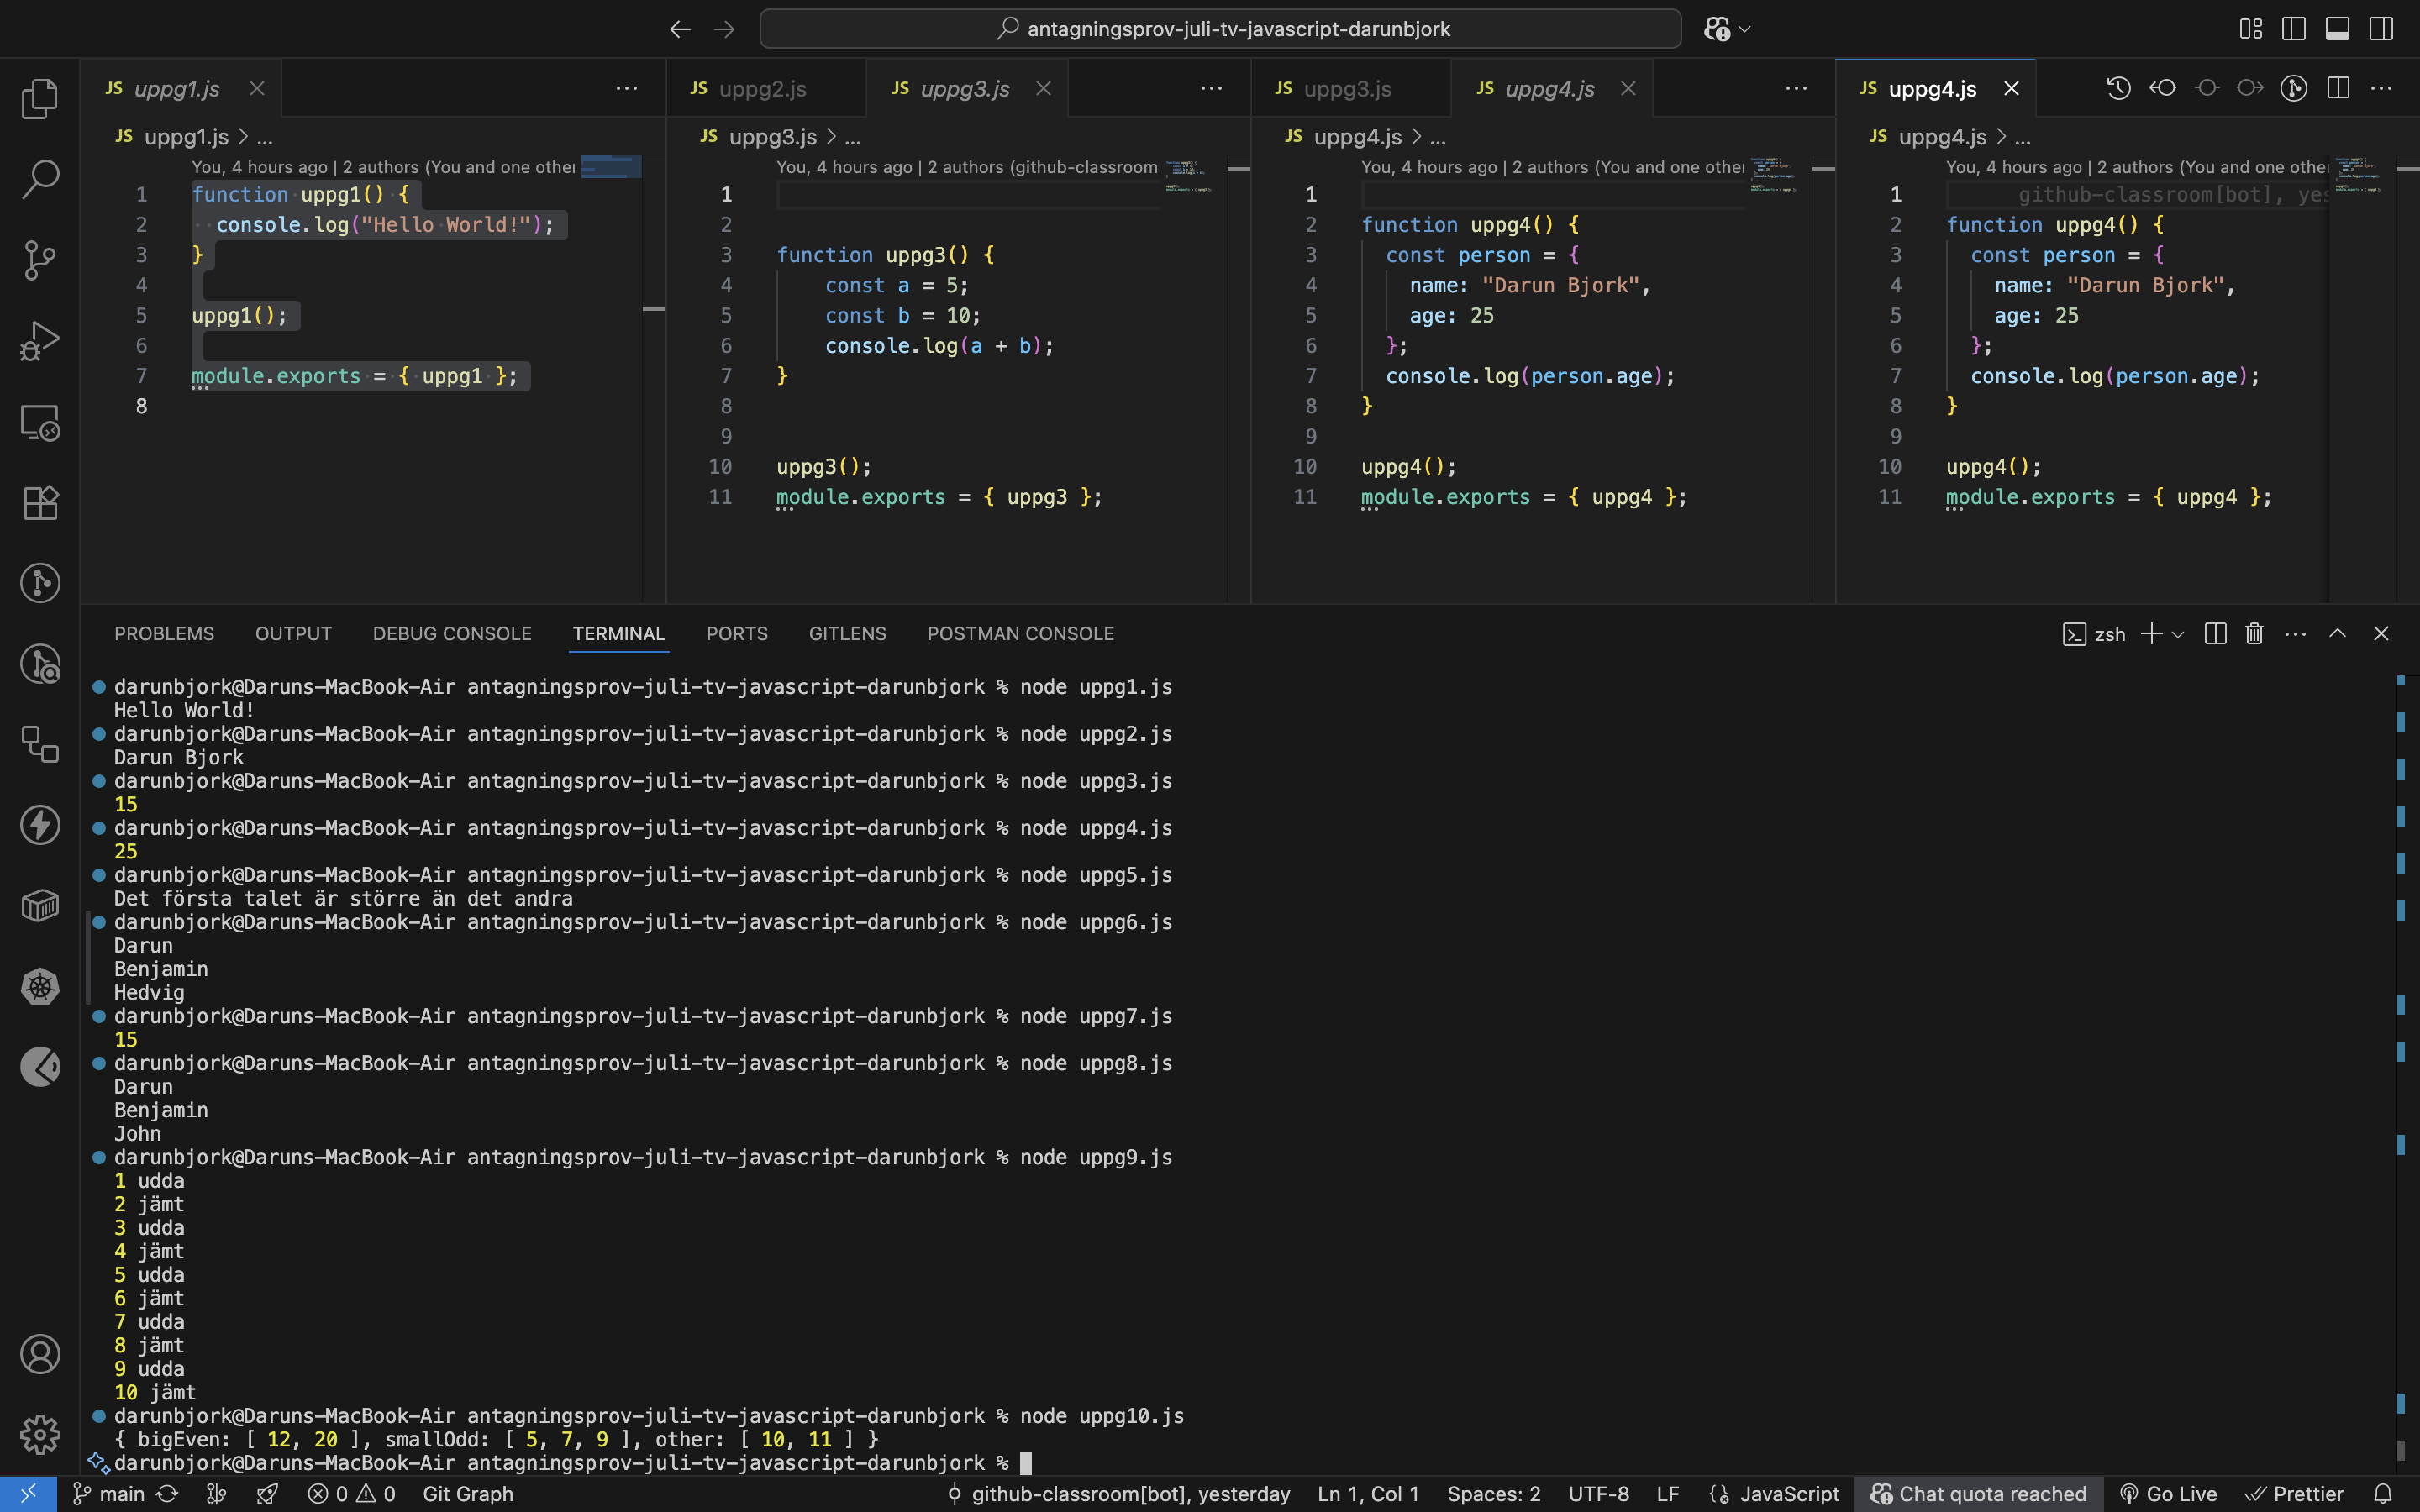 antagningsprov-juli-tv-javascript-darunbjork
JS uppg1.js
JS uppg1.js > ...
You, 4 hours ago | 2 authors (You and one other
1 function uppg1() {
2 console.log("Hello World!");
3 }
4
5 uppg1();
6
7 module.exports = { uppg1 };
8
JS uppg2.js JS uppg3.js
JS uppg3.js > ...
You, 4 hours ago | 2 authors (github-classroom
1
2
3 function uppg3() {
4 const a = 5;
5 const b = 10;
6 console.log(a + b);
7 }
8
9
10 uppg3();
11 module.exports = { uppg3 };
JS uppg3.js JS uppg4.js
JS uppg4.js > ...
You, 4 hours ago | 2 authors (You and one other
1
2 function uppg4() {
3 const person = {
4 name: "Darun Bjork",
5 age: 25
6 };
7 console.log(person.age);
8 }
9
10 uppg4();
11 module.exports = { uppg4 };
JS uppg4.js
JS uppg4.js > ...
You, 4 hours ago | 2 authors (You and one other
1 github-classroom[bot], yes
2 function uppg4() {
3 const person = {
4 name: "Darun Bjork",
5 age: 25
6 };
7 console.log(person.age);
8 }
9
10 uppg4();
11 module.exports = { uppg4 };
PROBLEMS OUTPUT DEBUG CONSOLE TERMINAL PORTS GITLENS POSTMAN CONSOLE
zsh
darunbjork@Daruns-MacBook-Air antagningsprov-juli-tv-javascript-darunbjork % node uppg1.js
Hello World!
darunbjork@Daruns-MacBook-Air antagningsprov-juli-tv-javascript-darunbjork % node uppg2.js
Darun Bjork
darunbjork@Daruns-MacBook-Air antagningsprov-juli-tv-javascript-darunbjork % node uppg3.js
15
darunbjork@Daruns-MacBook-Air antagningsprov-juli-tv-javascript-darunbjork % node uppg4.js
25
darunbjork@Daruns-MacBook-Air antagningsprov-juli-tv-javascript-darunbjork % node uppg5.js
Det första talet är större än det andra
darunbjork@Daruns-MacBook-Air antagningsprov-juli-tv-javascript-darunbjork % node uppg6.js
Darun
Benjamin
Hedvig
darunbjork@Daruns-MacBook-Air antagningsprov-juli-tv-javascript-darunbjork % node uppg7.js
15
darunbjork@Daruns-MacBook-Air antagningsprov-juli-tv-javascript-darunbjork % node uppg8.js
Darun
Benjamin
John
darunbjork@Daruns-MacBook-Air antagningsprov-juli-tv-javascript-darunbjork % node uppg9.js
1 udda
2 jämt
3 udda
4 jämt
5 udda
6 jämt
7 udda
8 jämt
9 udda
10 jämt
darunbjork@Daruns-MacBook-Air antagningsprov-juli-tv-javascript-darunbjork % node uppg10.js
{ bigEven: [ 12, 20 ], smallOdd: [ 5, 7, 9 ], other: [ 10, 11 ] }
darunbjork@Daruns-MacBook-Air antagningsprov-juli-tv-javascript-darunbjork %
main 0 0 Git Graph github-classroom[bot], yesterday Ln 1, Col 1 Spaces: 2 UTF-8 LF JavaScript Chat quota reached Go Live Prettier